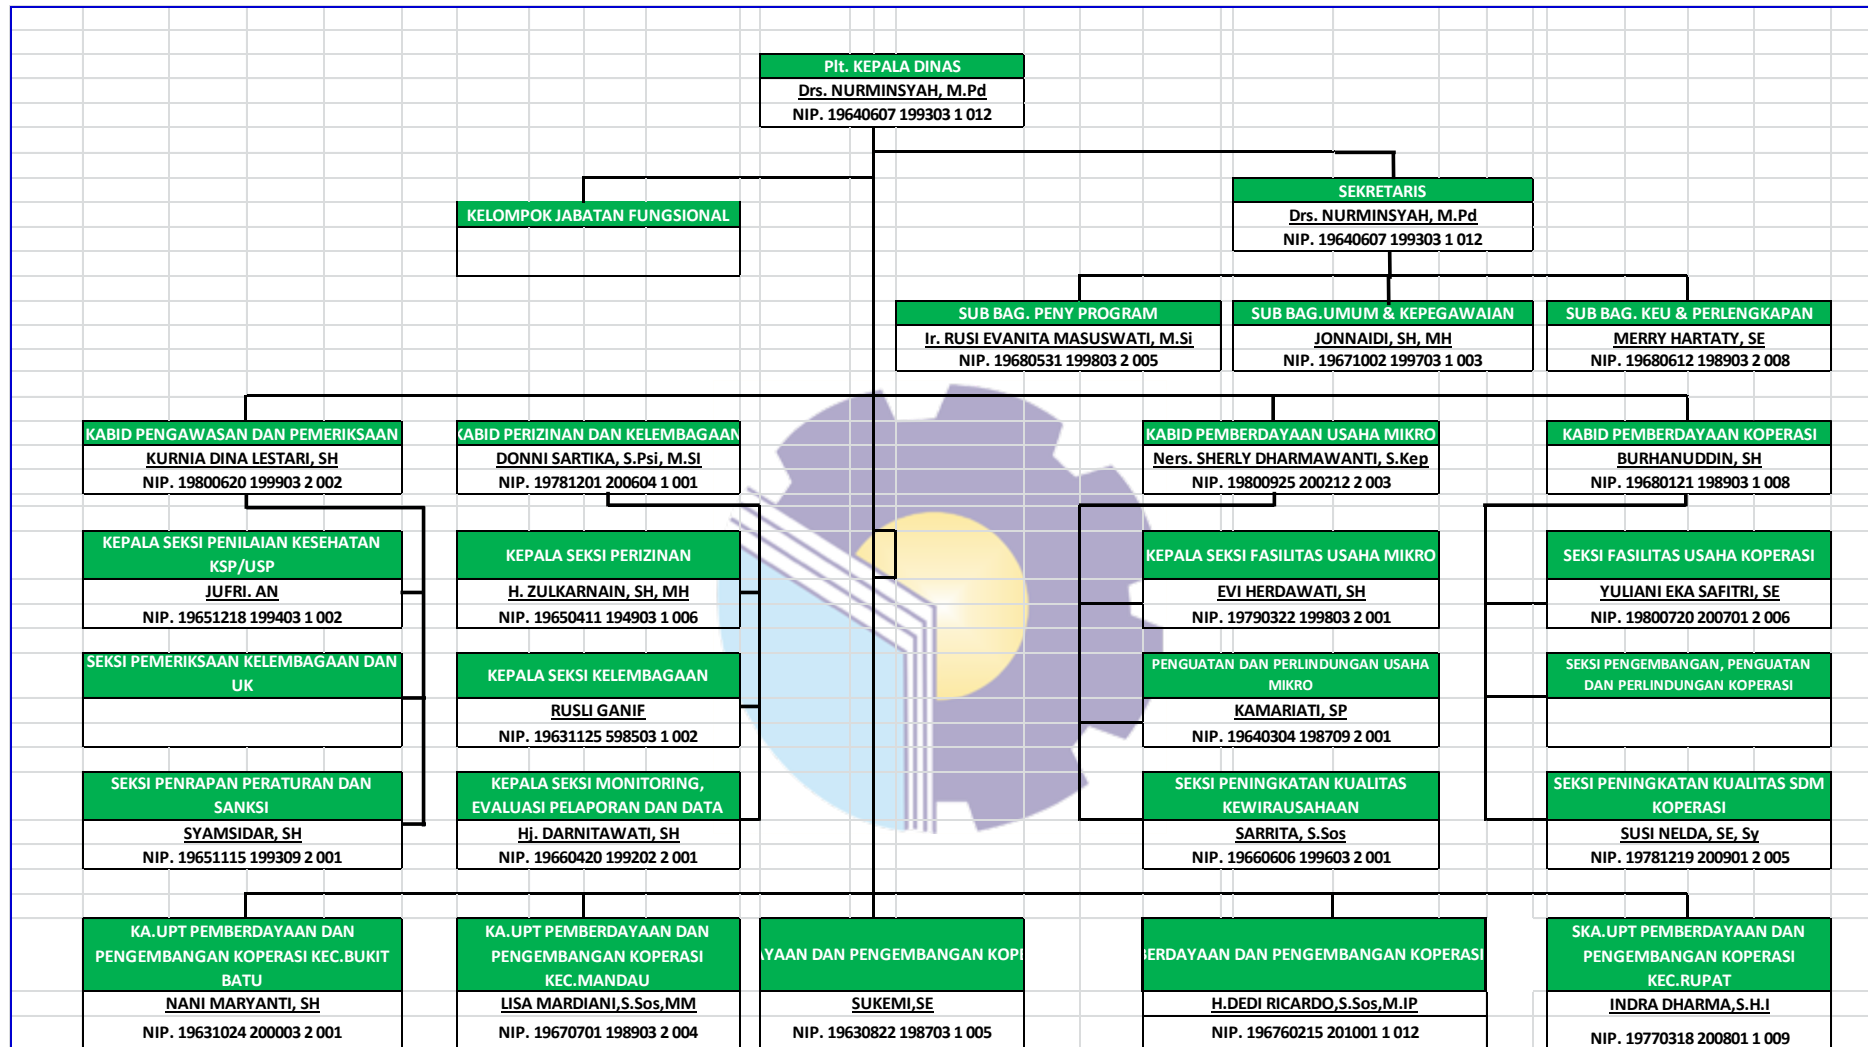 Plt. KEPALA DINAS
Drs. NURMINSYAH, M.Pd
NIP. 19640607 199303 1 012
SEKRETARIS
Drs. NURMINSYAH, M.Pd
NIP. 19640607 199303 1 012
KELOMPOK JABATAN FUNGSIONAL
SUB BAG. PENY PROGRAM
Ir. RUSI EVANITA MASUSWATI, M.Si
NIP. 19680531 199803 2 005
SUB BAG.UMUM & KEPEGAWAIAN
JONNAIDI, SH, MH
NIP. 19671002 199703 1 003
SUB BAG. KEU & PERLENGKAPAN
MERRY HARTATY, SE
NIP. 19680612 198903 2 008
KABID PENGAWASAN DAN PEMERIKSAAN
KURNIA DINA LESTARI, SH
NIP. 19800620 199903 2 002
KABID PERIZINAN DAN KELEMBAGAAN
DONNI SARTIKA, S.Psi, M.SI
NIP. 19781201 200604 1 001
KABID PEMBERDAYAAN USAHA MIKRO
Ners. SHERLY DHARMAWANTI, S.Kep
NIP. 19800925 200212 2 003
KABID PEMBERDAYAAN KOPERASI
BURHANUDDIN, SH
NIP. 19680121 198903 1 008
KEPALA SEKSI PENILAIAN KESEHATAN
KSP/USP
JUFRI. AN
NIP. 19651218 199403 1 002
KEPALA SEKSI PERIZINAN
H. ZULKARNAIN, SH, MH
NIP. 19650411 194903 1 006
KEPALA SEKSI FASILITAS USAHA MIKRO
EVI HERDAWATI, SH
NIP. 19790322 199803 2 001
SEKSI FASILITAS USAHA KOPERASI
YULIANI EKA SAFITRI, SE
NIP. 19800720 200701 2 006
SEKSI PEMERIKSAAN KELEMBAGAAN DAN
UK
KEPALA SEKSI KELEMBAGAAN
RUSLI GANIF
NIP. 19631125 598503 1 002
PENGUATAN DAN PERLINDUNGAN USAHA
MIKRO
KAMARIATI, SP
NIP. 19640304 198709 2 001
SEKSI PENGEMBANGAN, PENGUATAN
DAN PERLINDUNGAN KOPERASI
SEKSI PENRAPAN PERATURAN DAN
SANKSI
SYAMSIDAR, SH
NIP. 19651115 199309 2 001
KEPALA SEKSI MONITORING,
EVALUASI PELAPORAN DAN DATA
Hj. DARNITAWATI, SH
NIP. 19660420 199202 2 001
SEKSI PENINGKATAN KUALITAS
KEWIRAUSAHAAN
SARRITA, S.Sos
NIP. 19660606 199603 2 001
SEKSI PENINGKATAN KUALITAS SDM
KOPERASI
SUSI NELDA, SE, Sy
NIP. 19781219 200901 2 005
KA.UPT PEMBERDAYAAN DAN
PENGEMBANGAN KOPERASI KEC.BUKIT
BATU
NANI MARYANTI, SH
NIP. 19631024 200003 2 001
KA.UPT PEMBERDAYAAN DAN
PENGEMBANGAN KOPERASI
KEC.MANDAU
LISA MARDIANI,S.Sos,MM
NIP. 19670701 198903 2 004
YAAN DAN PENGEMBANGAN KOPE
SUKEMI,SE
NIP. 19630822 198703 1 005
BERDAYAAN DAN PENGEMBANGAN KOPERASI
H.DEDI RICARDO,S.Sos,M.IP
NIP. 196760215 201001 1 012
SKA.UPT PEMBERDAYAAN DAN
PENGEMBANGAN KOPERASI
KEC.RUPAT
INDRA DHARMA,S.H.I
NIP. 19770318 200801 1 009